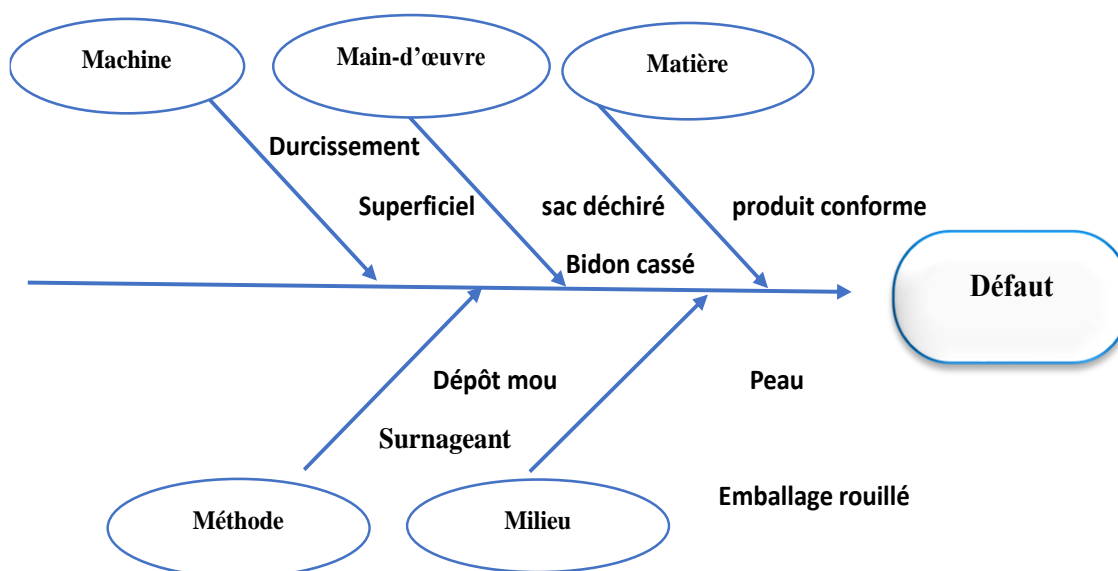 Machine
Main-d’œuvre
Matière
Durcissement
Superficiel
sac déchiré
produit conforme
Bidon cassé
Défaut
Dépôt mou
Peau
Surnageant
Emballage rouillé
Méthode
Milieu